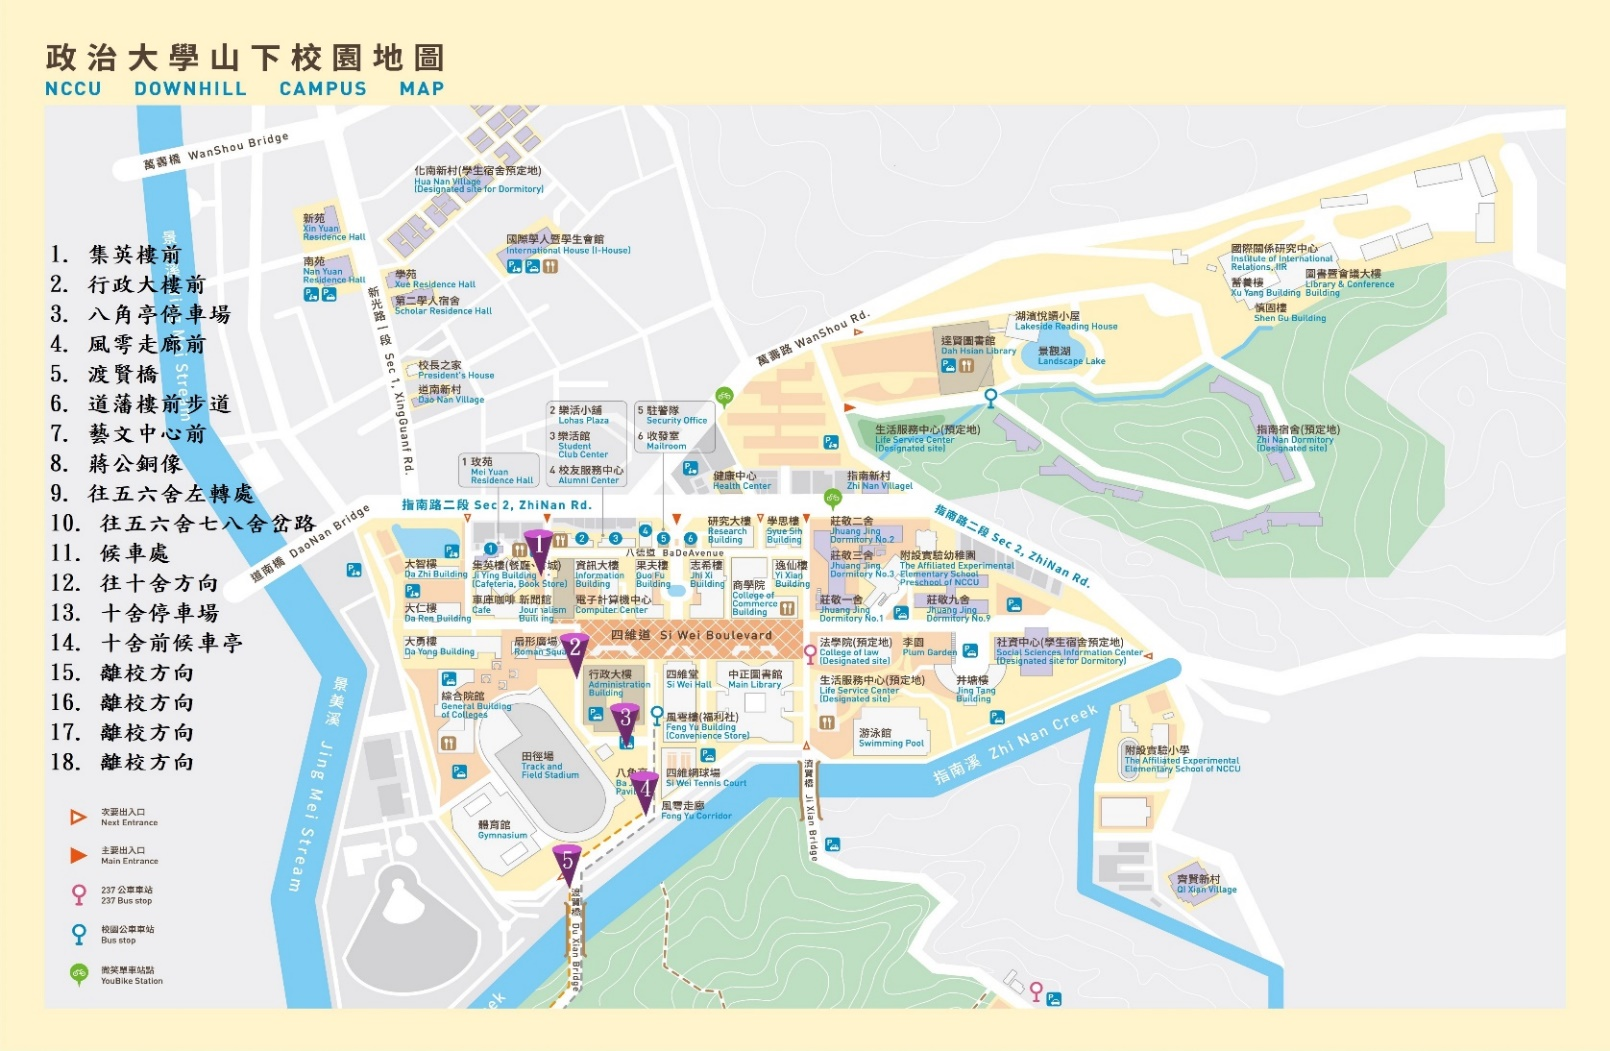 政治大學山下校園地圖
NCCU DOWNHILL CAMPUS MAP
萬壽橋 WanShou Bridge
化南新村(學生宿舍預定地)
Hua Nan Village
(Designated site for Dormitory)
新苑
Xin Yuan
Residence Hall
南苑
Nan Yuan
Residence Hall
國際學人暨學生會館
International House (I-House)
學苑
Xue Residence Hall
第二學人宿舍
Scholar Residence Hall
新光路一段 Sec 1, XingGuanf Rd.
校長之家
President's House
道南新村
Dao Nan Village
1. 集英樓前
2. 行政大樓前
3. 八角亭停車場
4. 風雩走廊前
5. 渡賢橋
6. 道藩樓前步道
7. 藝文中心前
8. 蔣公銅像
9. 往五六舍左轉處
10. 往五六舍七八舍岔路
11. 候車處
12. 往十舍方向
13. 十舍停車場
14. 十舍前候車亭
15. 離校方向
16. 離校方向
17. 離校方向
18. 離校方向
次要出入口
Next Entrance
主要出入口
Main Entrance
237 公車車站
237 Bus stop
校園公車車站
Bus stop
微笑單車站點
YouBike Station
國際關係研究中心
Institute of International
Relations, IIR
圖書暨會議大樓
Library & Conference
Building
蓄養樓
Xu Yang Building
慎固樓
Shen Gu Building
湖濱悅讀小屋
Lakeside Reading House
達賢圖書館
Dah Hsian Library
景觀湖
Landscape Lake
萬壽路 WanShou Rd.
生活服務中心(預定地)
Life Service Center
(Designated site)
指南宿舍(預定地)
Zhi Nan Dormitory
(Designated site)
1 玫苑
Mei Yuan
Residence Hall
2 樂活小舖
Lohas Plaza
3 樂活館
Student
Club Center
4 校友服務中心
Alumni Center
5 駐警隊
Security Office
6 收發室
Mailroom
健康中心
Health Center
指南新村
Zhi Nan Villagel
指南路二段 Sec 2, ZhiNan Rd.
指南路二段 Sec 2, ZhiNan Rd.
道南橋 DaoNan Bridge
1
1
2
3
4
5
6
研究大樓
Research
Building
學思樓
Syue Sih
Building
莊敬二舍
Jhuang Jing
Dormitory No.2
八德道 BaDeAvenue
大智樓
Da Zhi Building
集英樓(餐廳、
城)
Ji Ying Building
(Cafeteria, Book Store)
資訊大樓
Information
Building
果夫樓
Guo Fu
Building
志希樓
Jhi Xi
Building
逸仙樓
Yi Xian
Building
商學院
College of
Commerce
Building
莊敬三舍
Jhuang Jing
Dormitory No.3
附設實驗幼稚園
The Affiliated Experimental
Elementary School
Preschool of NCCU
大仁樓
Da Ren Building
車庫咖啡
Cafe
新聞館
Journalism
Building
電子計算機中心
Computer Center
莊敬一舍
Jhuang Jing
Dormitory No.1
莊敬九舍
Jhuang Jing
Dormitory No.9
大勇樓
Da Yong Building
扇形廣場
Roman Squa
2
四維道 Si Wei Boulevard
法學院(預定地)
College of law
(Designated site)
李園
Plum Garden
社資中心(學生宿舍預定地)
Social Sciences Information Center
(Designated site for Dormitory)
綜合院館
General Building
of Colleges
行政大樓
Administration
Building
四維堂
Si Wei Hall
中正圖書館
Main Library
生活服務中心(預定地)
Life Service Center
(Designated site)
井塘樓
Jing Tang
Building
3
風雩樓(福利社)
Feng Yu Building
(Convenience Store)
游泳館
Swimming Pool
田徑場
Track and
Field Stadium
八角亭
4
四維網球場
Si Wei Tennis Court
風雩走廊
Fong Yu Corridor
體育館
Gymnasium
5
濟賢橋 Ji Xian Bridge
渡賢橋 Du Xian Bridge
指南溪 Zhi Nan Creek
景美溪 Jing Mei Stream
附設實驗小學
The Affiliated Experimental
Elementary School of NCCU
齊賢新村
Qi Xian Village